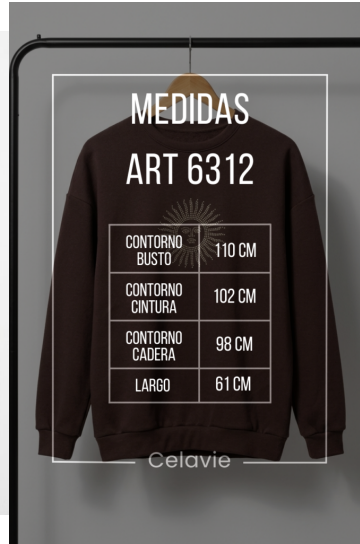 MEDIDAS
ART 6312
CONTORNO
BUSTO
110 CM
CONTORNO
CINTURA
102 CM
CONTORNO
CADERA
98 CM
LARGO
61 CM
Celavie